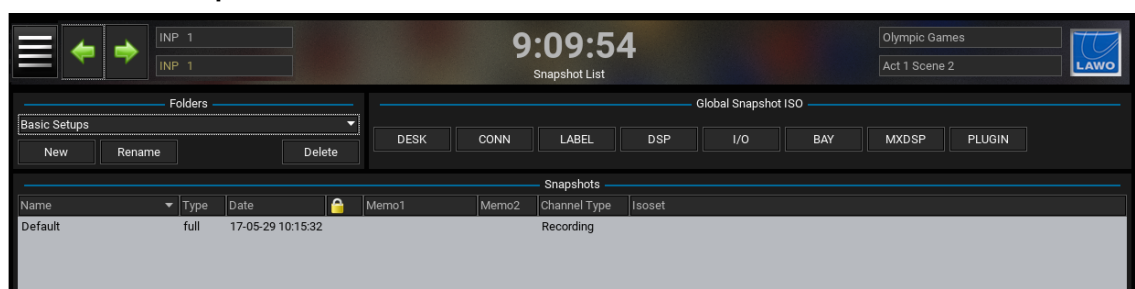 INP 1
INP 1
9:09:54
Snapshot List
Olympic Games
Act 1 Scene 2
LAWO
Folders
Basic Setups
New Rename Delete
Global Snapshot ISO
DESK CONN LABEL DSP I/O BAY MXDSP PLUGIN
Snapshots
Name Type Date Memo1 Memo2 Channel Type Isoset
Default full 17-05-29 10:15:32 Recording